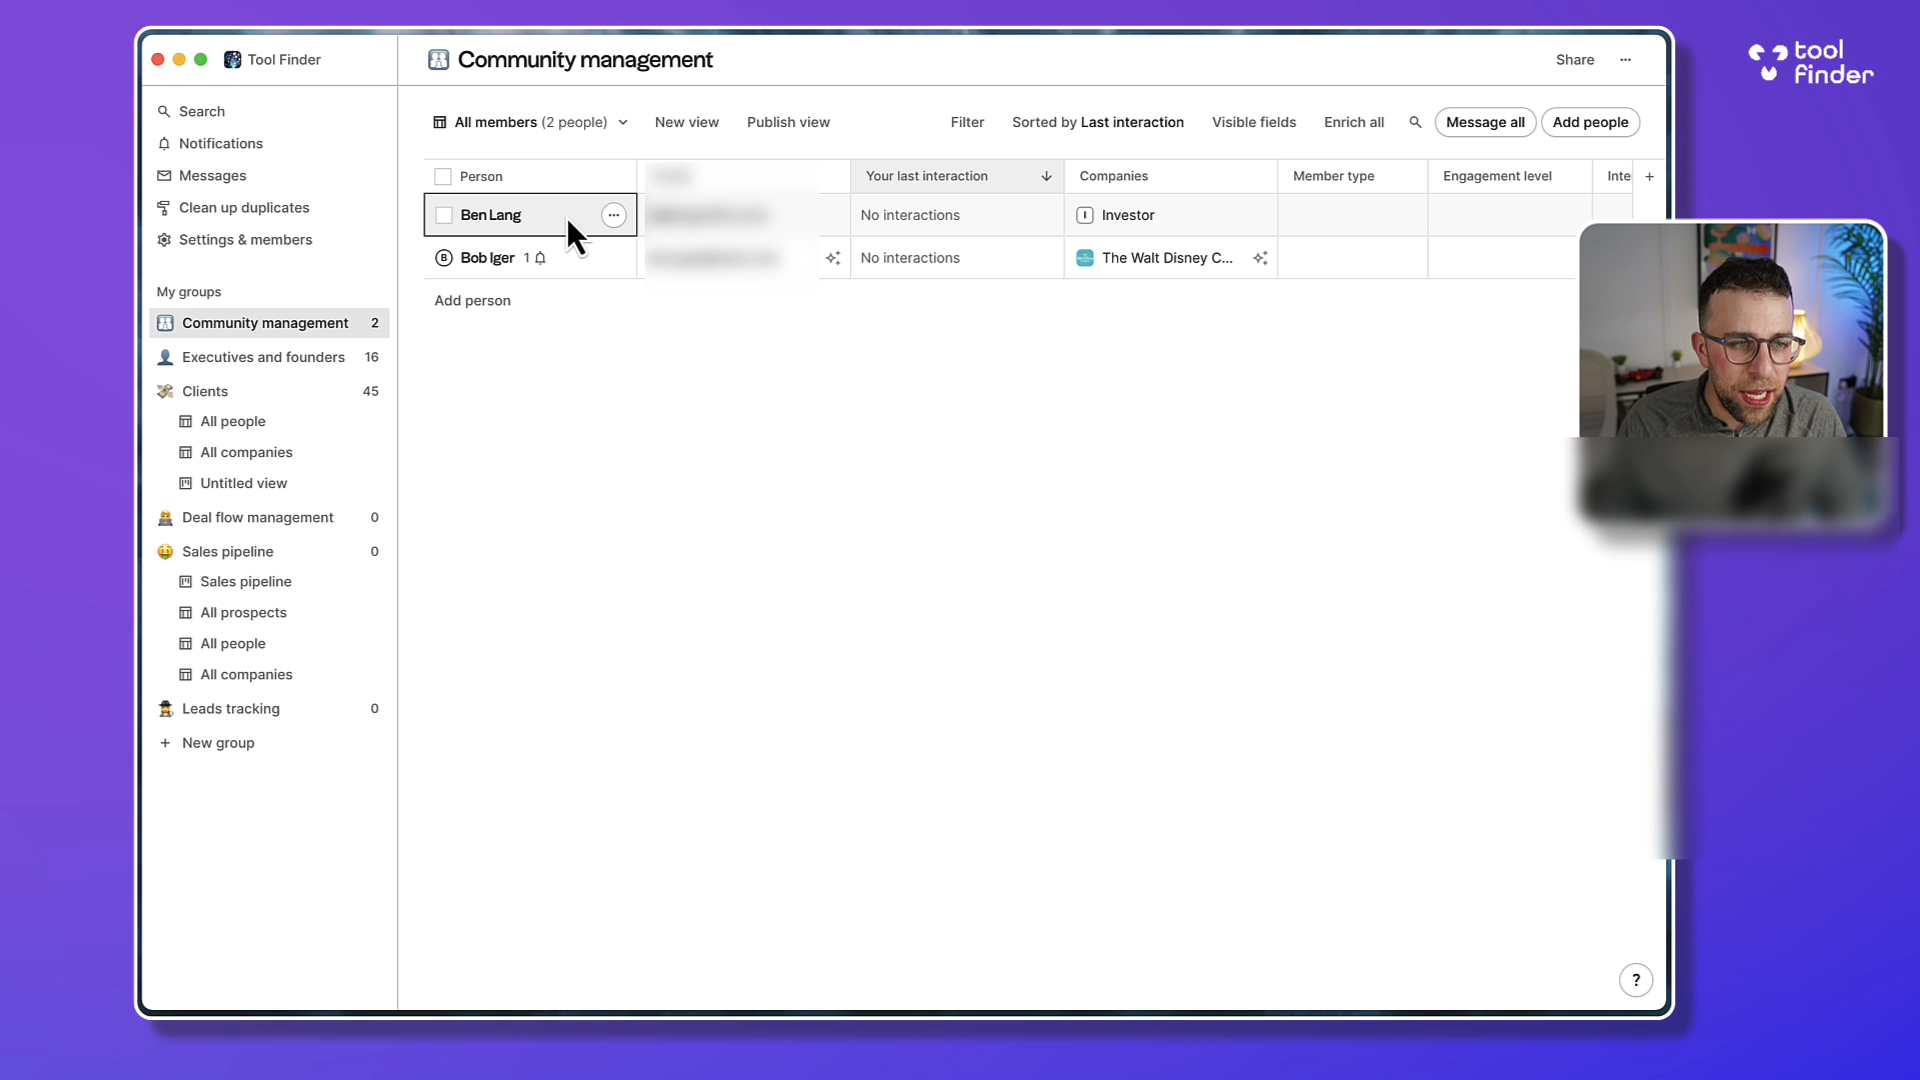 Tool Finder
Community management
Share
tool
finder
Search
Notifications
Messages
Clean up duplicates
Settings & members
My groups
Community management 2
Executives and founders 16
Clients 45
All people
All companies
Untitled view
Deal flow management 0
Sales pipeline 0
Sales pipeline
All prospects
All people
All companies
Leads tracking 0
+ New group
All members (2 people)
New view
Publish view
Filter
Sorted by Last interaction
Visible fields
Enrich all
Message all
Add people
Person
Your last interaction
Companies
Member type
Engagement level
Inte
+
Ben Lang
No interactions
I Investor
B Bob Iger 1
No interactions
The Walt Disney C...
Add person
?